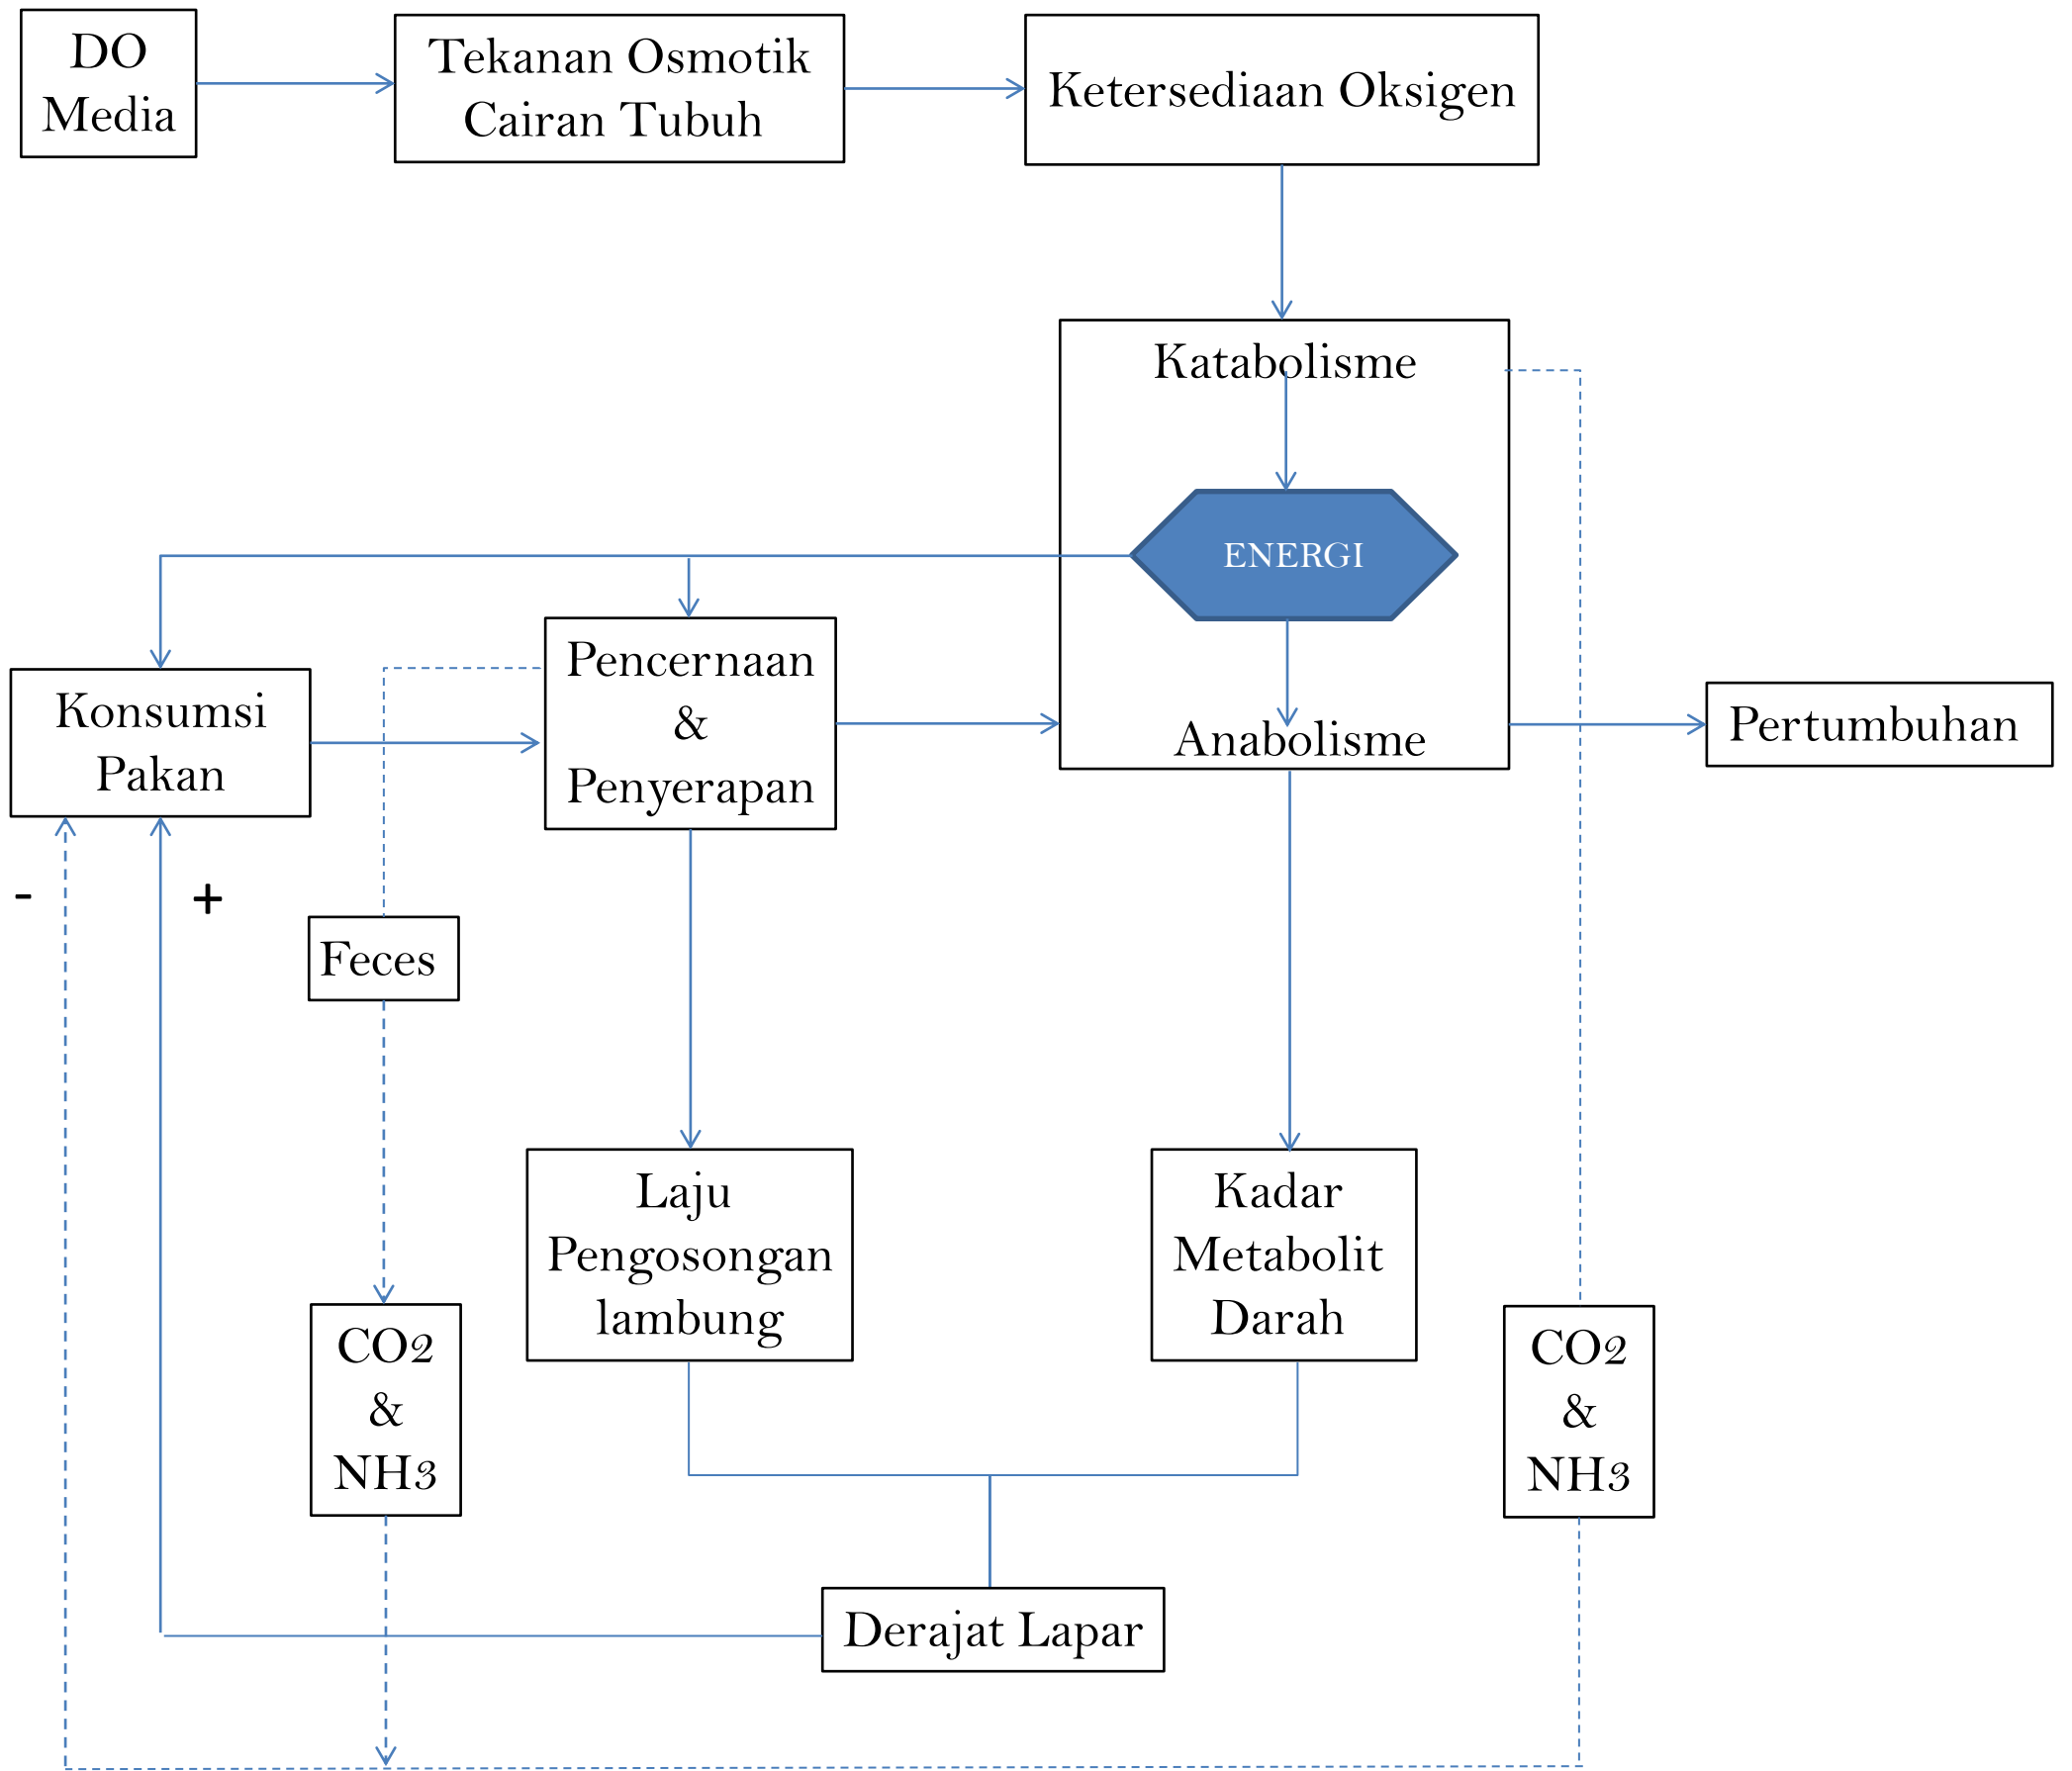 DO
Media
Tekanan Osmotik
Cairan Tubuh
Ketersediaan Oksigen
Katabolisme
ENERGI
Anabolisme
Konsumsi
Pakan
Pencernaan
&
Penyerapan
Pertumbuhan
-
+
Feces
Laju
Pengosongan
lambung
Kadar
Metabolit
Darah
CO2
&
NH3
CO2
&
NH3
Derajat Lapar